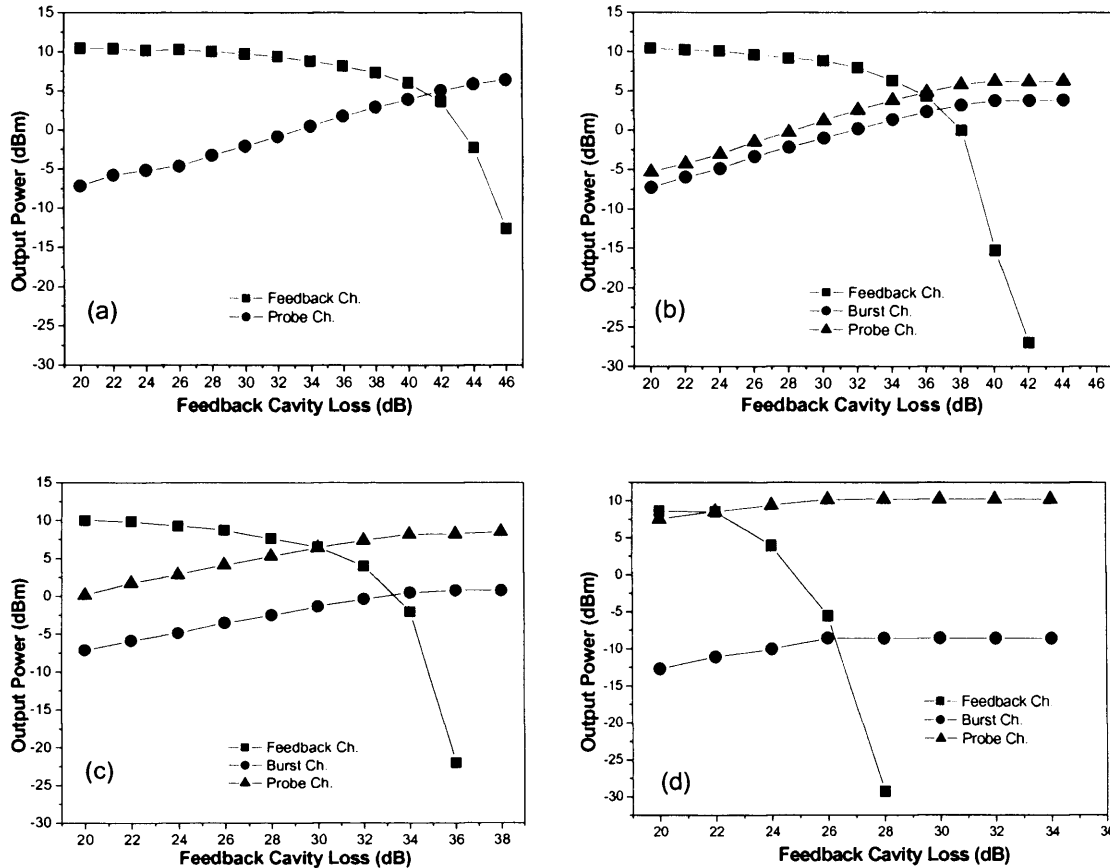 15
10
5
0
-5
-10
-15
-20
-25
-30
Output Power (dBm)
(a)
Feedback Ch.
Probe Ch.
20 22 24 26 28 30 32 34 36 38 40 42 44 46
Feedback Cavity Loss (dB)
15
10
5
0
-5
-10
-15
-20
-25
-30
Output Power (dBm)
(b)
Feedback Ch.
Burst Ch.
Probe Ch.
20 22 24 26 28 30 32 34 36 38 40 42 44 46
Feedback Cavity Loss (dB)
15
10
5
0
-5
-10
-15
-20
-25
-30
Output Power (dBm)
(c)
Feedback Ch.
Burst Ch.
Probe Ch.
20 22 24 26 28 30 32 34 36 38
Feedback Cavity Loss (dB)
10
5
0
-5
-10
-15
-20
-25
-30
Output Power (dBm)
(d)
Feedback Ch.
Burst Ch.
Probe Ch.
20 22 24 26 28 30 32 34 36
Feedback Cavity Loss (dB)